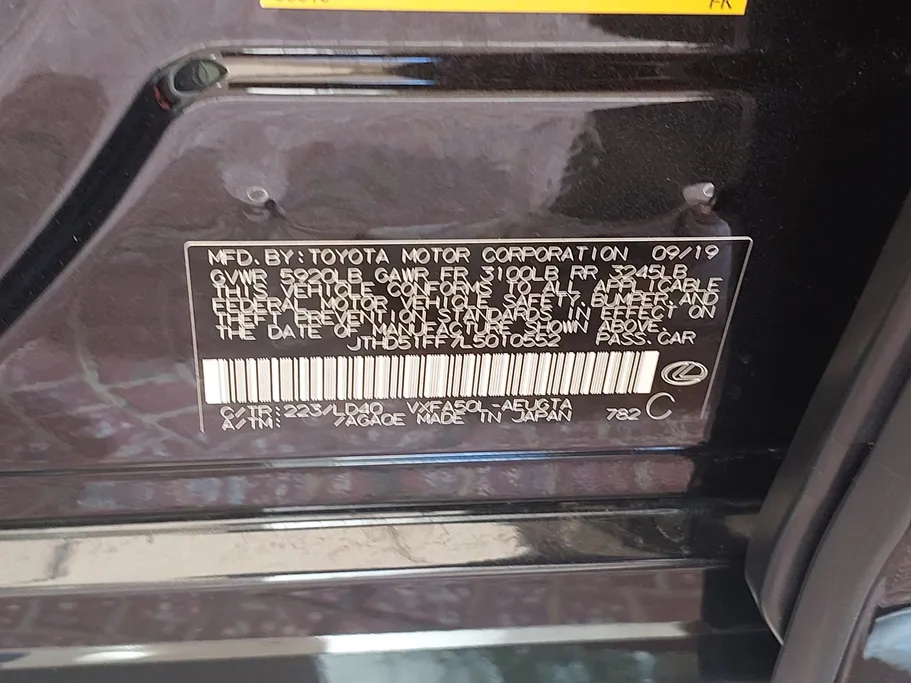 MFD.BY:TOYOTA MOTOR CORPORATION 09/19
GVWR 5920LB GAWR FR 3100LB RR 3245LB
THIS VEHICLE CONFORMS TO ALL APPLICABLE
FEDERAL MOTOR VEHICLE SAFETY,BUMPER,AND
THEFT PREVENTION STANDARDS IN EFFECT ON
THE DATE OF MANUFACTURE SHOWN ABOVE.
JTHD51FF7L5010552 PASS.CAR
C/TR:223/LD40 VXFA50L-AEUGTA
A/TM: /AGA0E MADE IN JAPAN 782 C